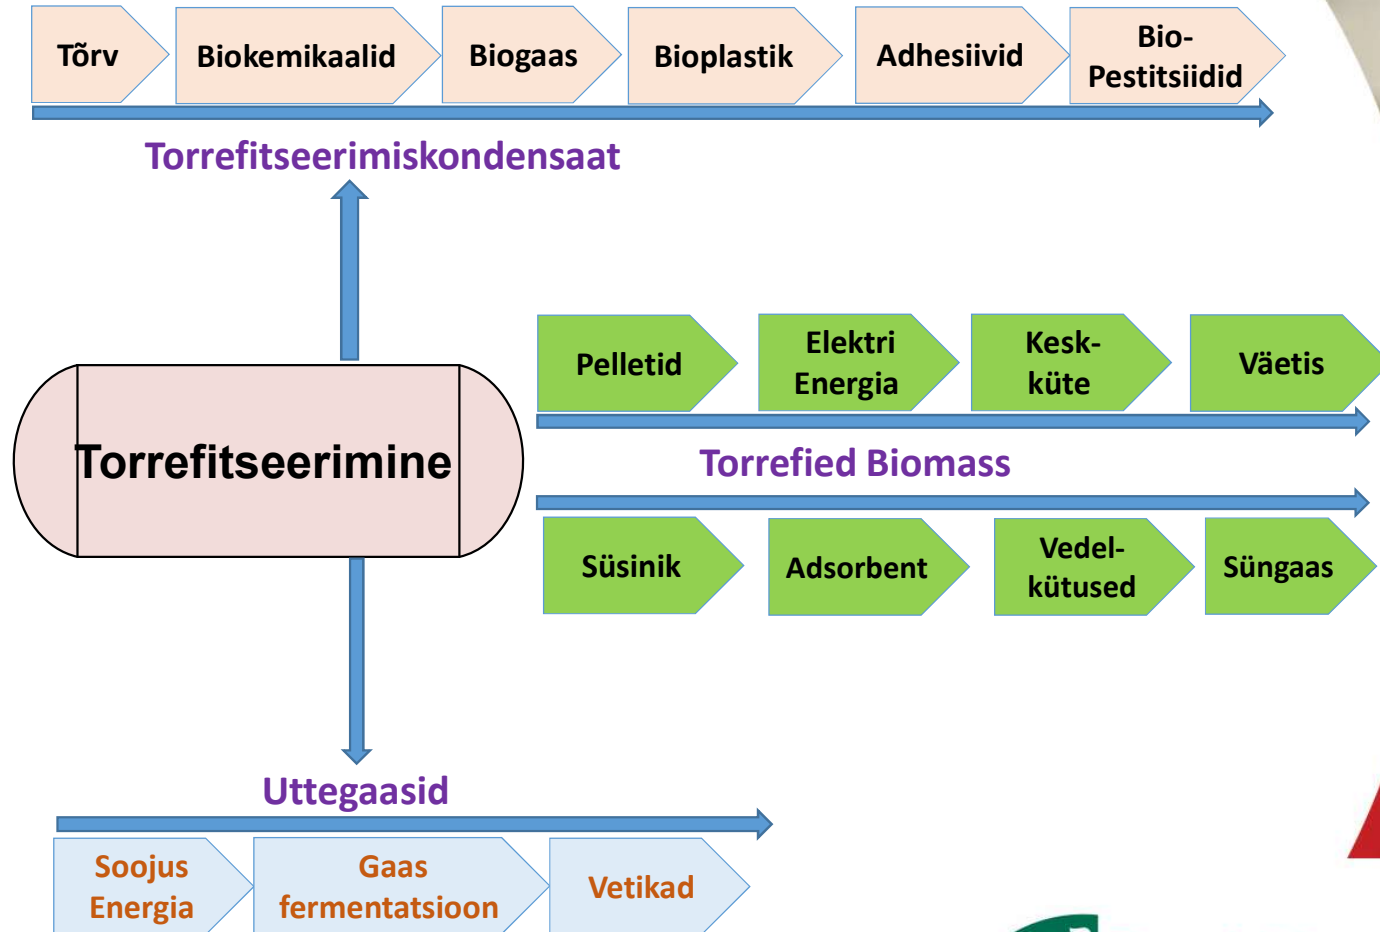 Tõrv
Biokemikaalid
Biogaas
Bioplastik
Adhesiivid
Bio-
Pestitsiidid
Torrefitseerimiskondensaat
Pelletid
Elektri
Energia
Kesk-
küte
Väetis
Torrefitseerimine
Torrefied Biomass
Süsinik
Adsorbent
Vedel-
kütused
Süngaas
Uttegaasid
Soojus
Energia
Gaas
fermentatsioon
Vetikad